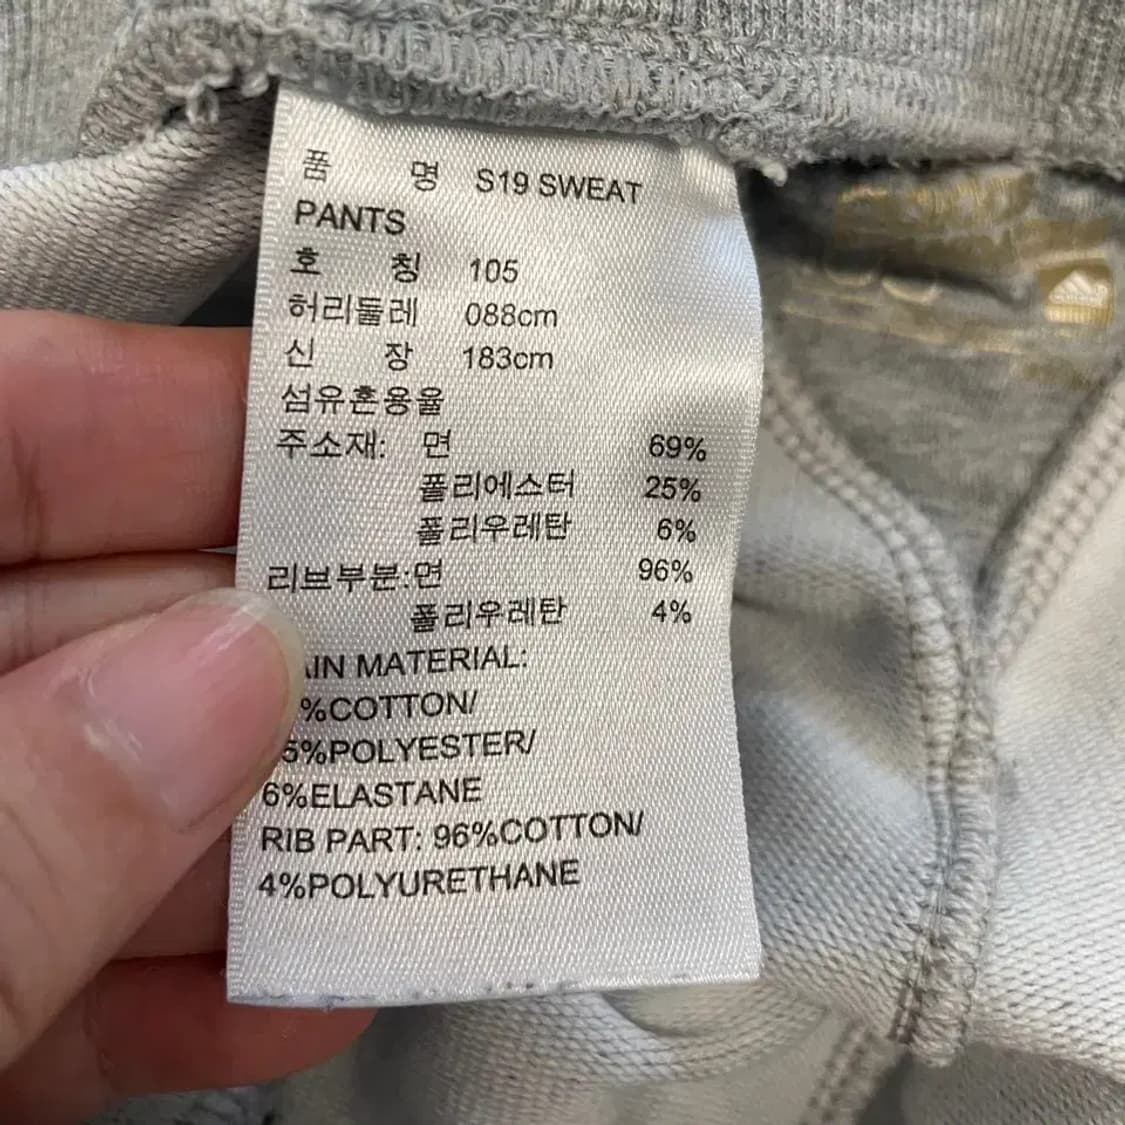 품 명 S19 SWEAT
PANTS
호 칭 105
허리둘레 088cm
신 장 183cm
섬유혼용율
주소재: 면 69%
폴리에스터 25%
폴리우레탄 6%
리브부분:면 96%
폴리우레탄 4%
MATERIAL:
%COTTON/
5%POLYESTER/
6%ELASTANE
RIB PART: 96%COTTON/
4%POLYURETHANE